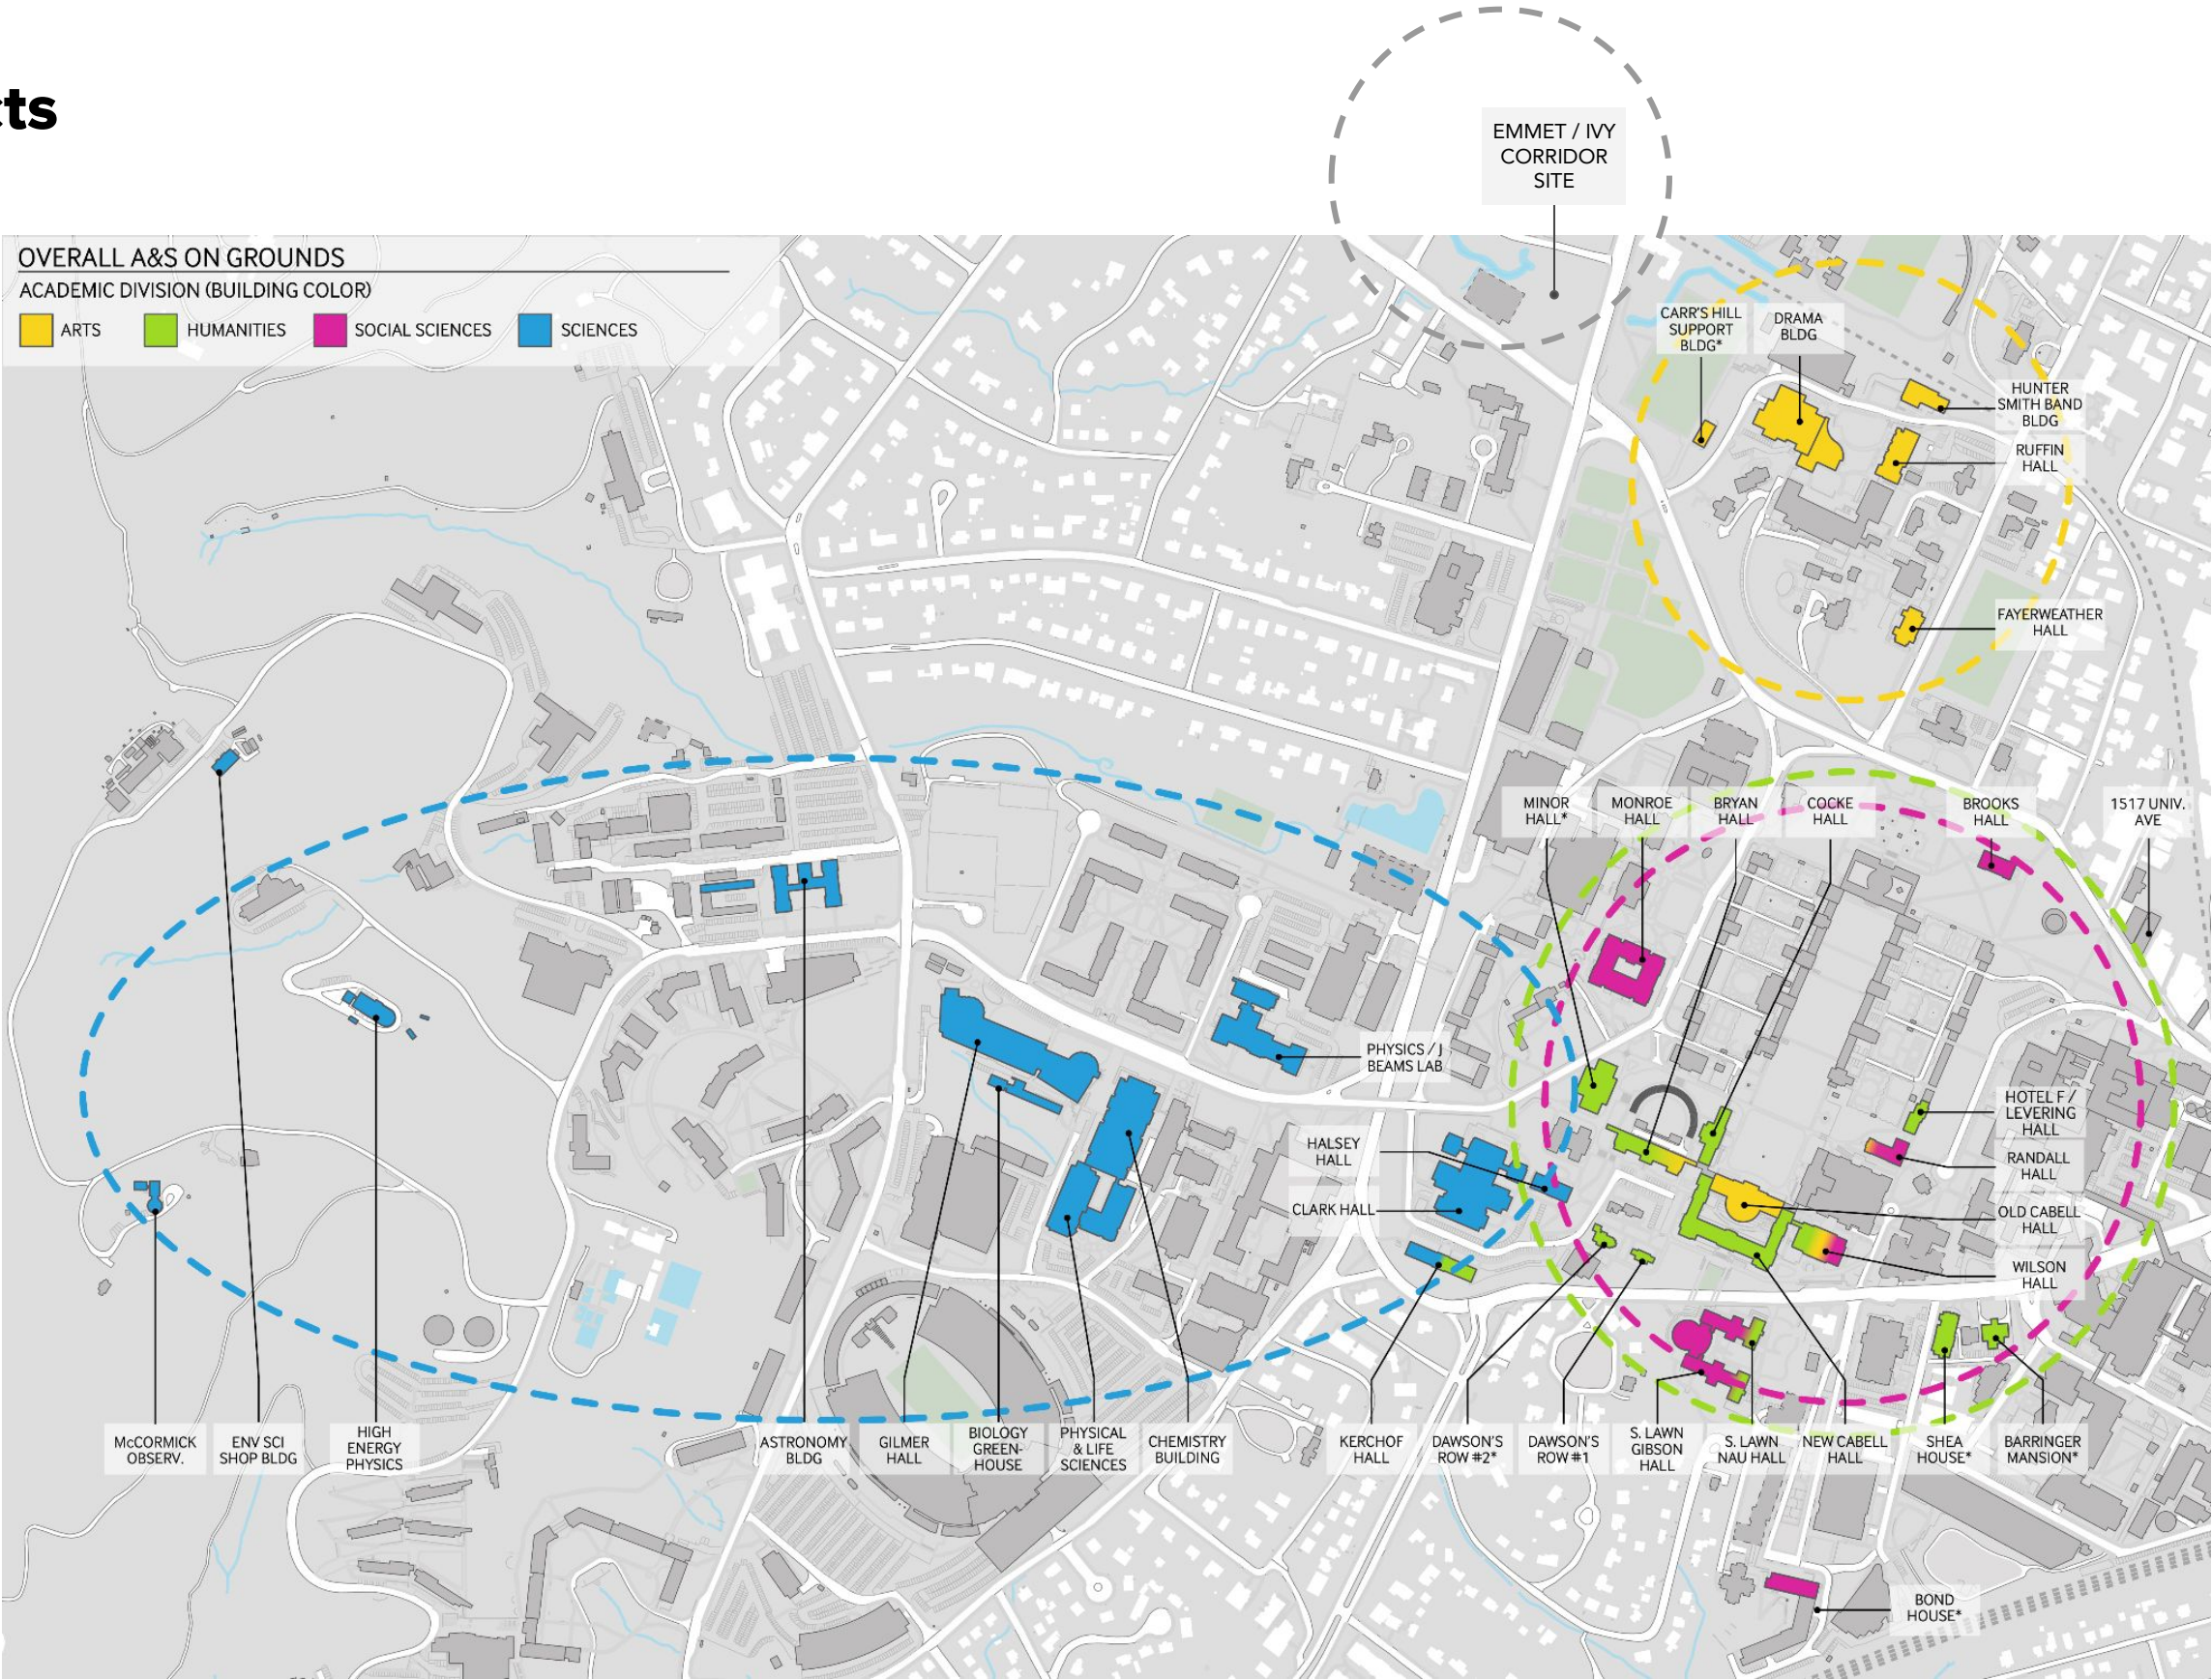 cts
EMMET / IVY
CORRIDOR
SITE
OVERALL A&S ON GROUNDS
ACADEMIC DIVISION (BUILDING COLOR)
ARTS
HUMANITIES
SOCIAL SCIENCES
SCIENCES
CARR'S HILL
SUPPORT
BLDG*
DRAMA
BLDG
HUNTER
SMITH BAND
BLDG
RUFFIN
HALL
FAYERWEATHER
HALL
MINOR
HALL*
MONROE
HALL
BRYAN
HALL
COCKE
HALL
BROOKS
HALL
1517 UNIV.
AVE
PHYSICS / J
BEAMS LAB
HALSEY
HALL
CLARK HALL
HOTEL F /
LEVERING
HALL
RANDALL
HALL
OLD CABELL
HALL
WILSON
HALL
McCORMICK
OBSERV.
ENV SCI
SHOP BLDG
HIGH
ENERGY
PHYSICS
ASTRONOMY
BLDG
GILMER
HALL
BIOLOGY
GREEN-
HOUSE
PHYSICAL
& LIFE
SCIENCES
CHEMISTRY
BUILDING
KERCHOF
HALL
DAWSON'S
ROW #2*
DAWSON'S
ROW #1
S. LAWN
GIBSON
HALL
S. LAWN
NAU HALL
NEW CABELL
HALL
SHEA
HOUSE*
BARRINGER
MANSION*
BOND
HOUSE*